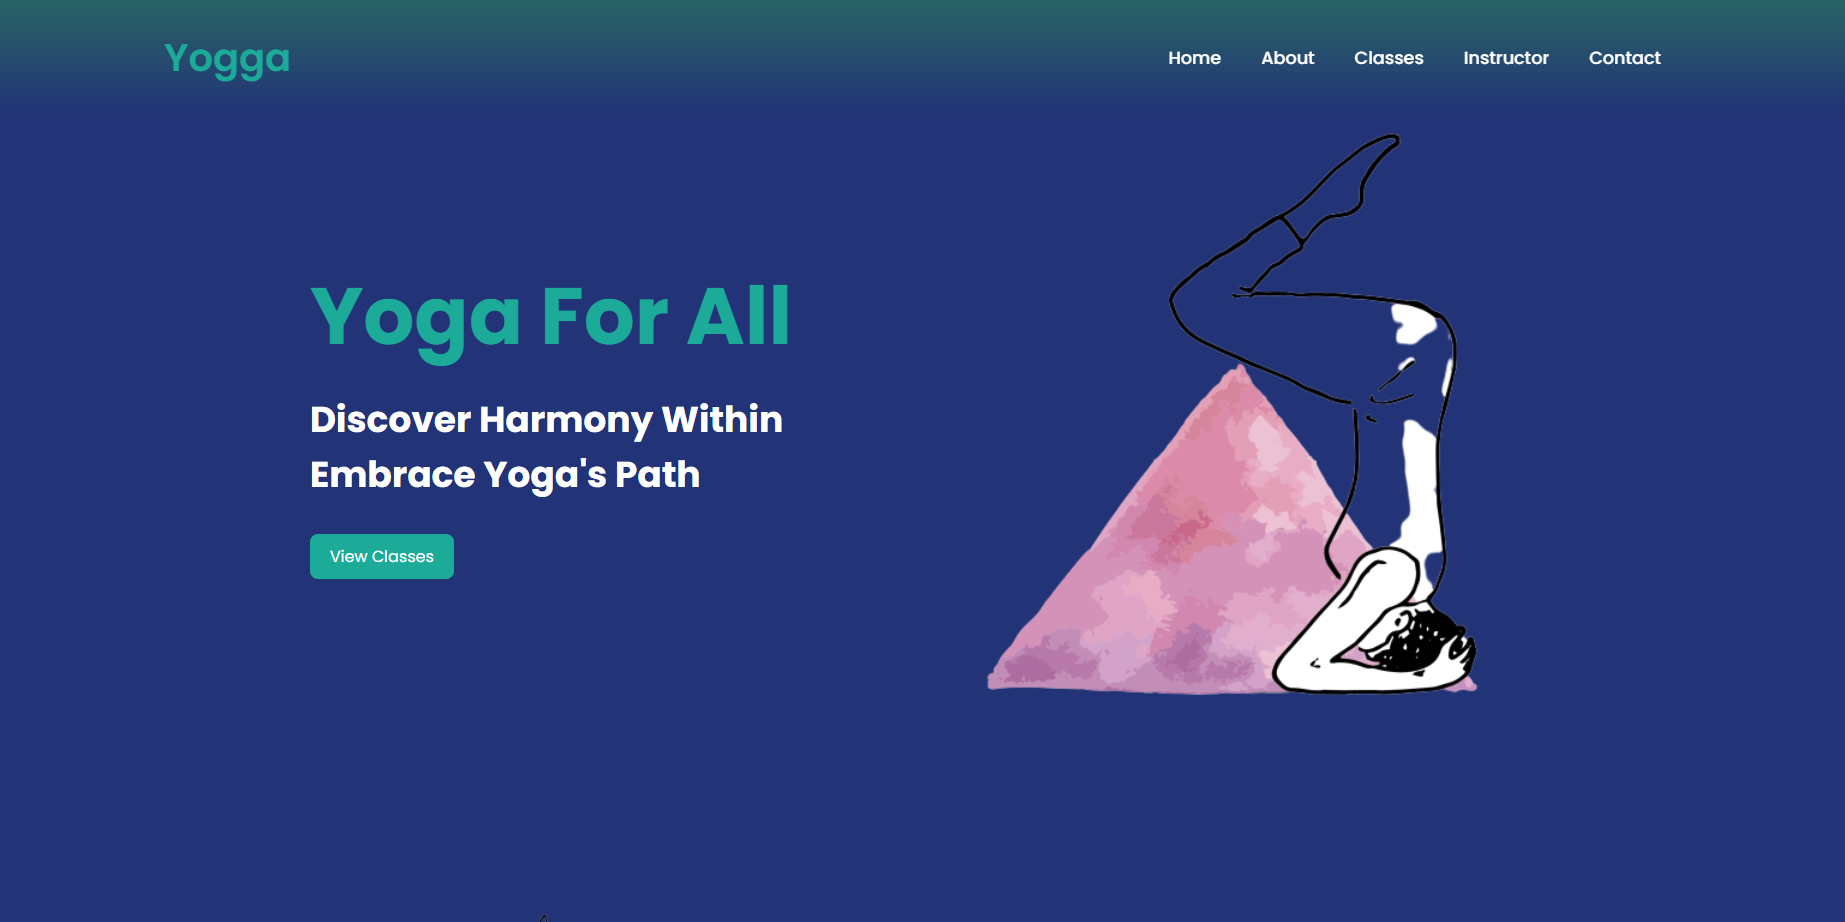 Yogga
Home About Classes Instructor Contact
Yoga For All
Discover Harmony Within
Embrace Yoga's Path
View Classes